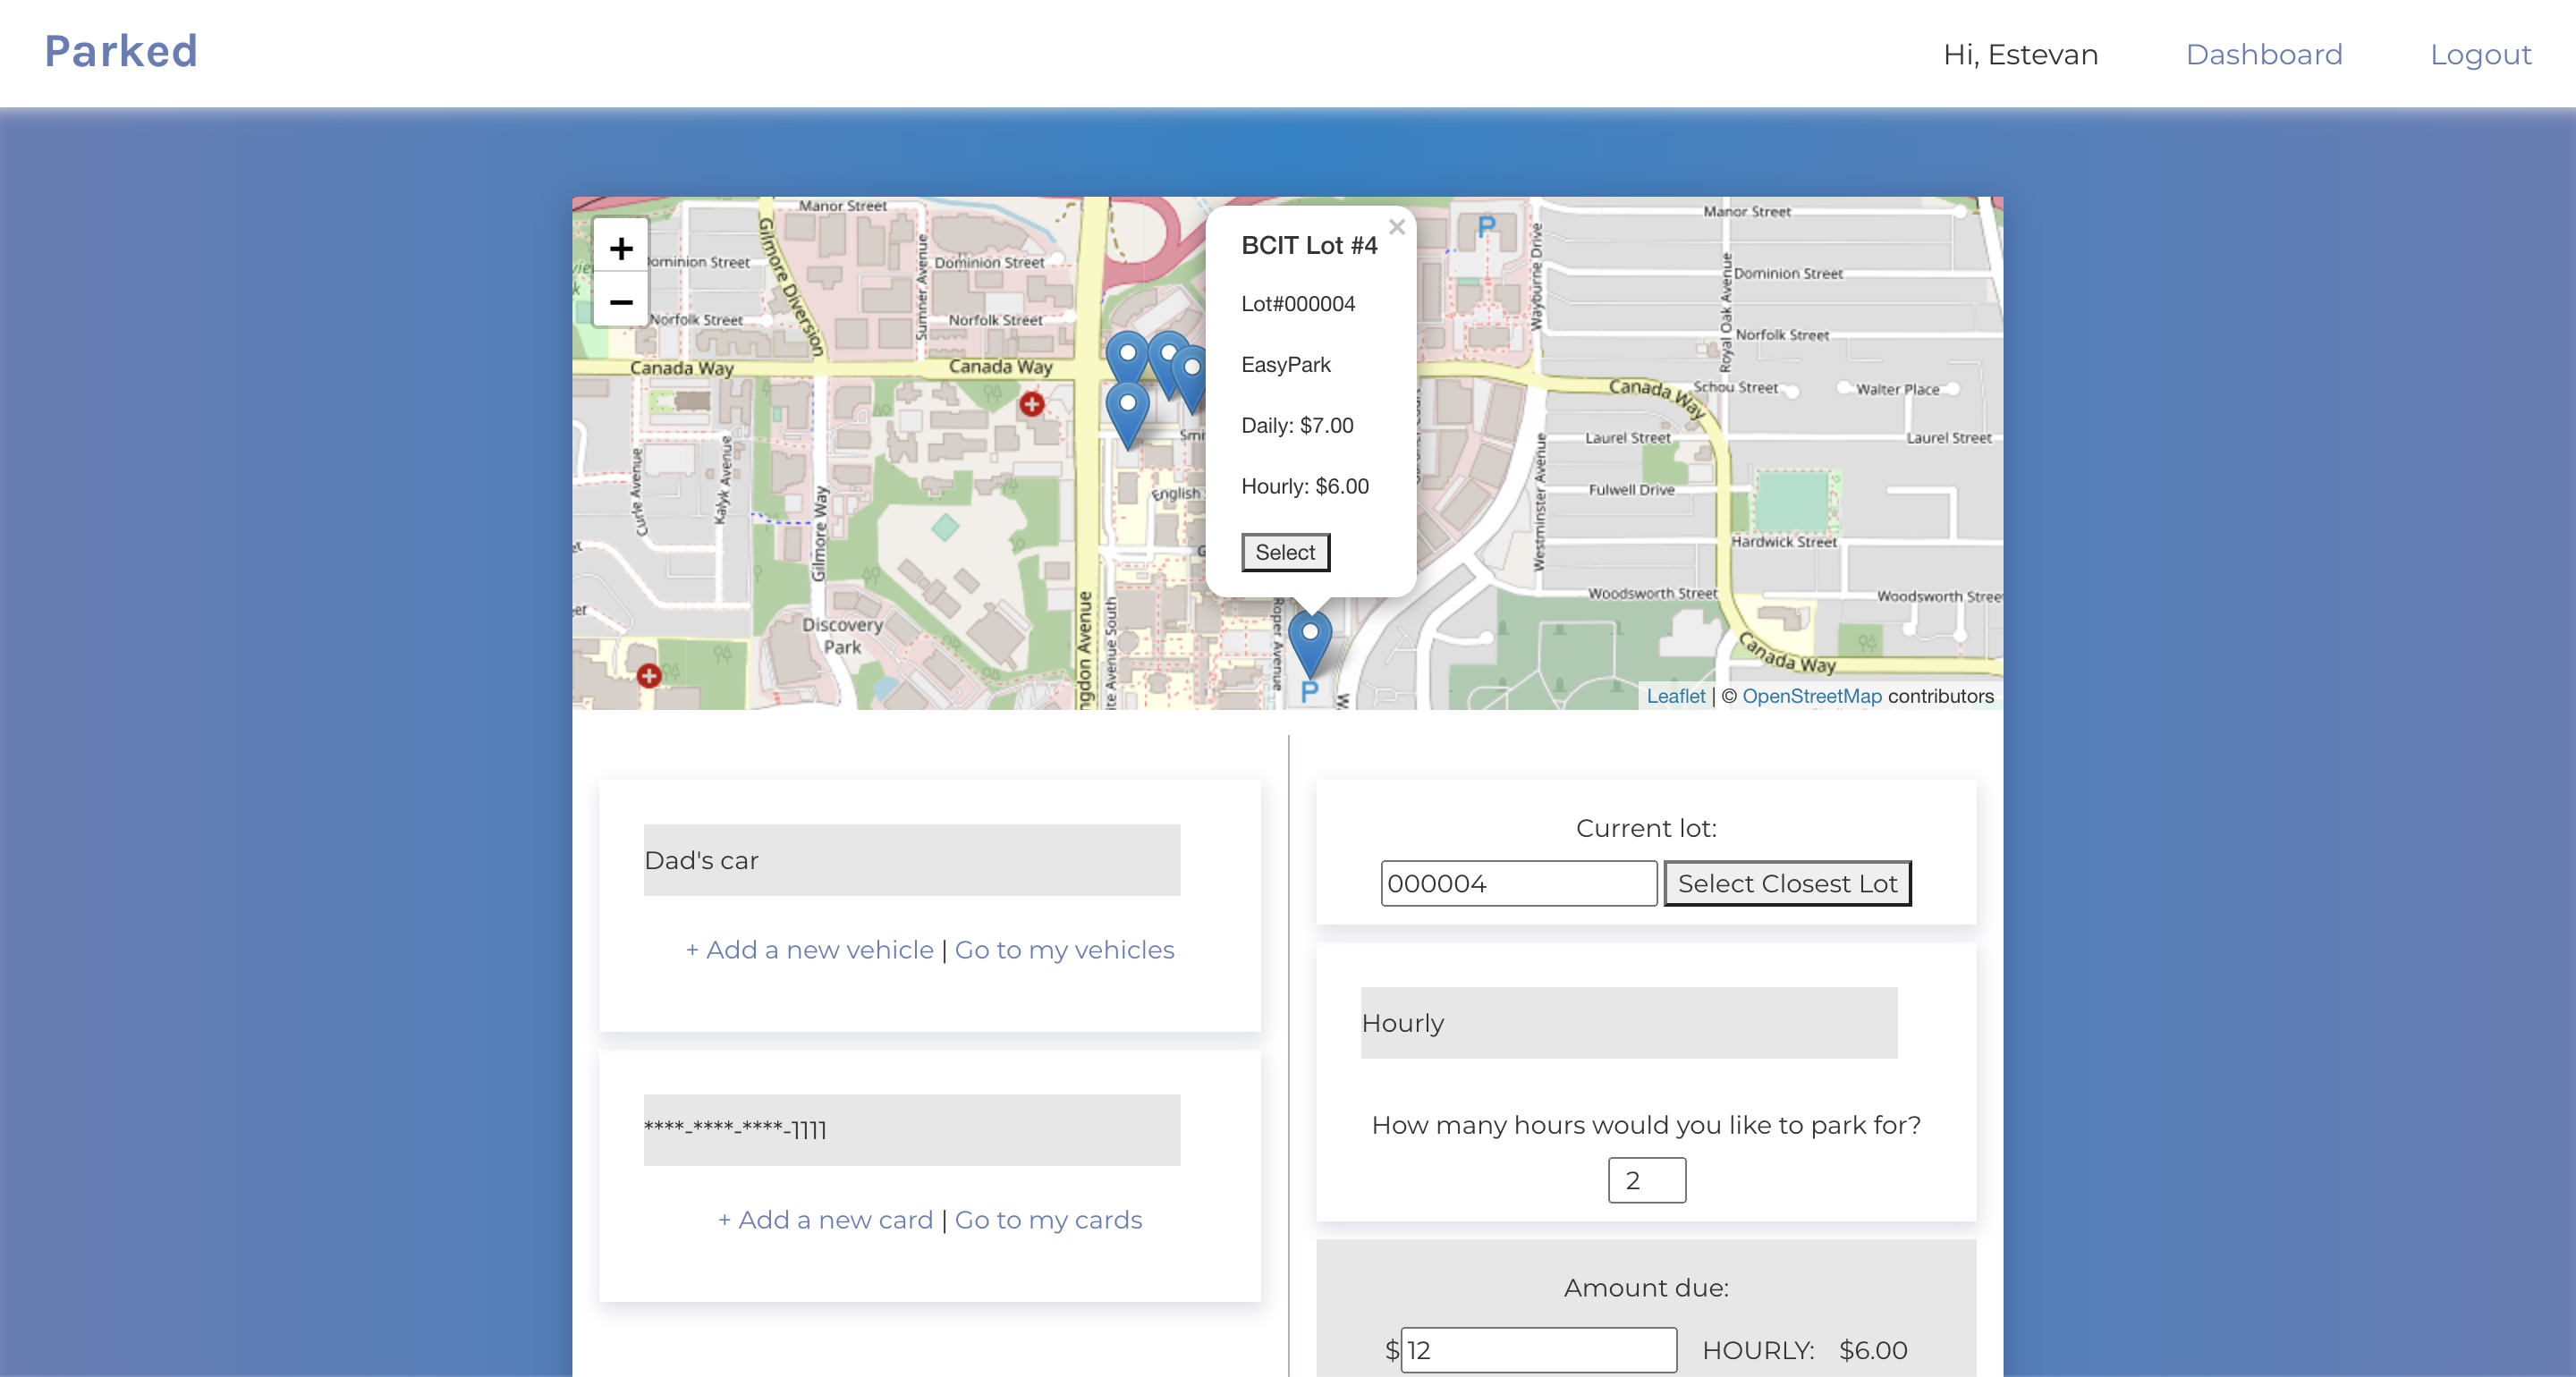 Parked
Hi, Estevan
Dashboard
Logout
+
−
Manor Street
Gilmore Diversion
Sumner Avenue
Dominion Street
Dominion Street
Norfolk Street
Norfolk Street
Canada Way
Canada Way
Curle Avenue
Kalyk Avenue
Gilmore Way
Discovery
Park
English
×
BCIT Lot #4
Lot#000004
EasyPark
Daily: $7.00
Hourly: $6.00
Select
Roper Avenue
P
P
Wayburne Drive
Manor Street
Dominion Street
Royal Oak Avenue
Norfolk Street
Canada Way
Schou Street
Walter Place
Laurel Street
Laurel Street
Westminster Avenue
Fulwell Drive
Hardwick Street
Woodsworth Street
Woodsworth Stree
Canada Way
Leaflet | © OpenStreetMap contributors
Dad's car
+ Add a new vehicle | Go to my vehicles
****-****-****-1111
+ Add a new card | Go to my cards
Current lot:
000004
Select Closest Lot
Hourly
How many hours would you like to park for?
2
Amount due:
$12
HOURLY: $6.00